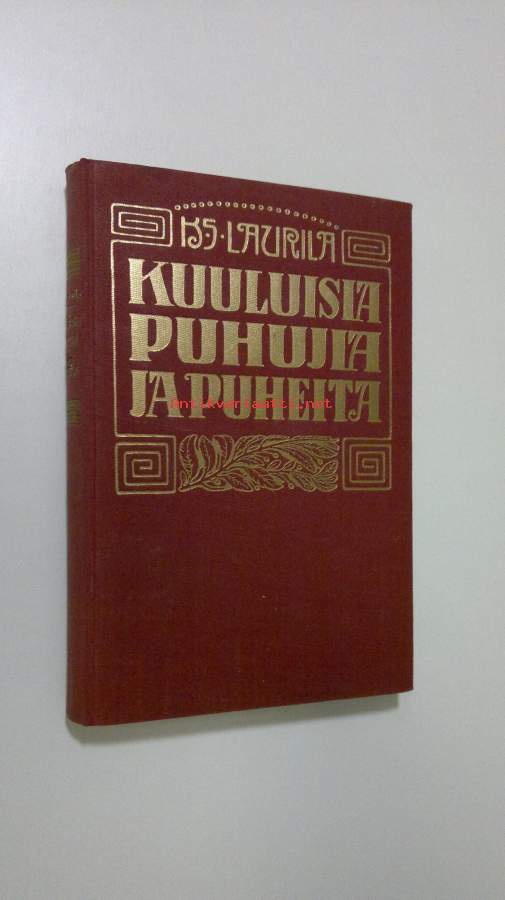 K·S·LAURILA
KUULUISIA
PUHUJIA
JA PUHEITA
antikvariaatti.net